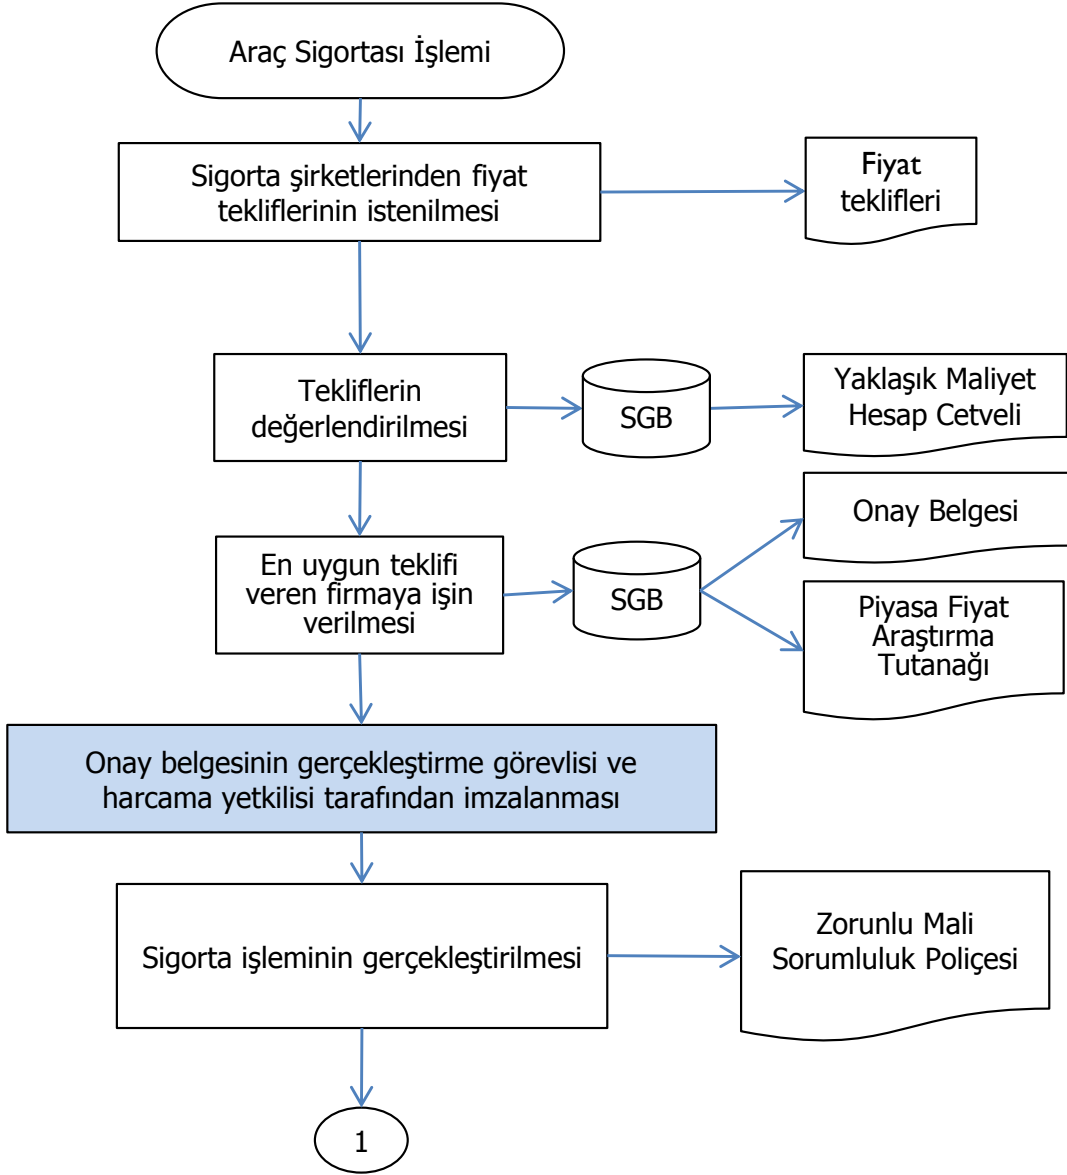 Araç Sigortası İşlemi
Sigorta şirketlerinden fiyat
tekliflerinin istenilmesi
Fiyat
teklifleri
Tekliflerin
değerlendirilmesi
SGB
Yaklaşık Maliyet
Hesap Cetveli
En uygun teklifi
veren firmaya işin
verilmesi
SGB
Onay Belgesi
Piyasa Fiyat
Araştırma
Tutanağı
Onay belgesinin gerçekleştirme görevlisi ve
harcama yetkilisi tarafından imzalanması
Sigorta işleminin gerçekleştirilmesi
Zorunlu Mali
Sorumluluk Poliçesi
1